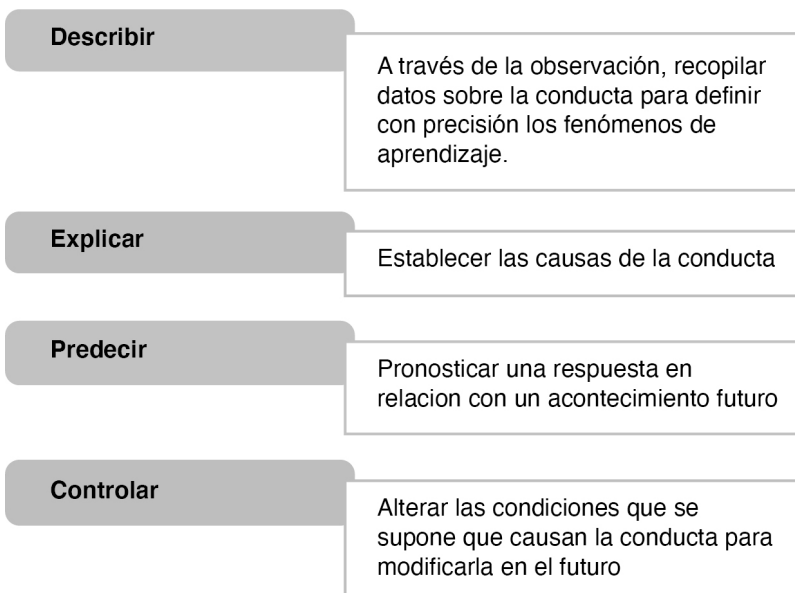 Describir
A través de la observación, recopilar
datos sobre la conducta para definir
con precisión los fenómenos de
aprendizaje.
Explicar
Establecer las causas de la conducta
Predecir
Pronosticar una respuesta en
relacion con un acontecimiento futuro
Controlar
Alterar las condiciones que se
supone que causan la conducta para
modificarla en el futuro